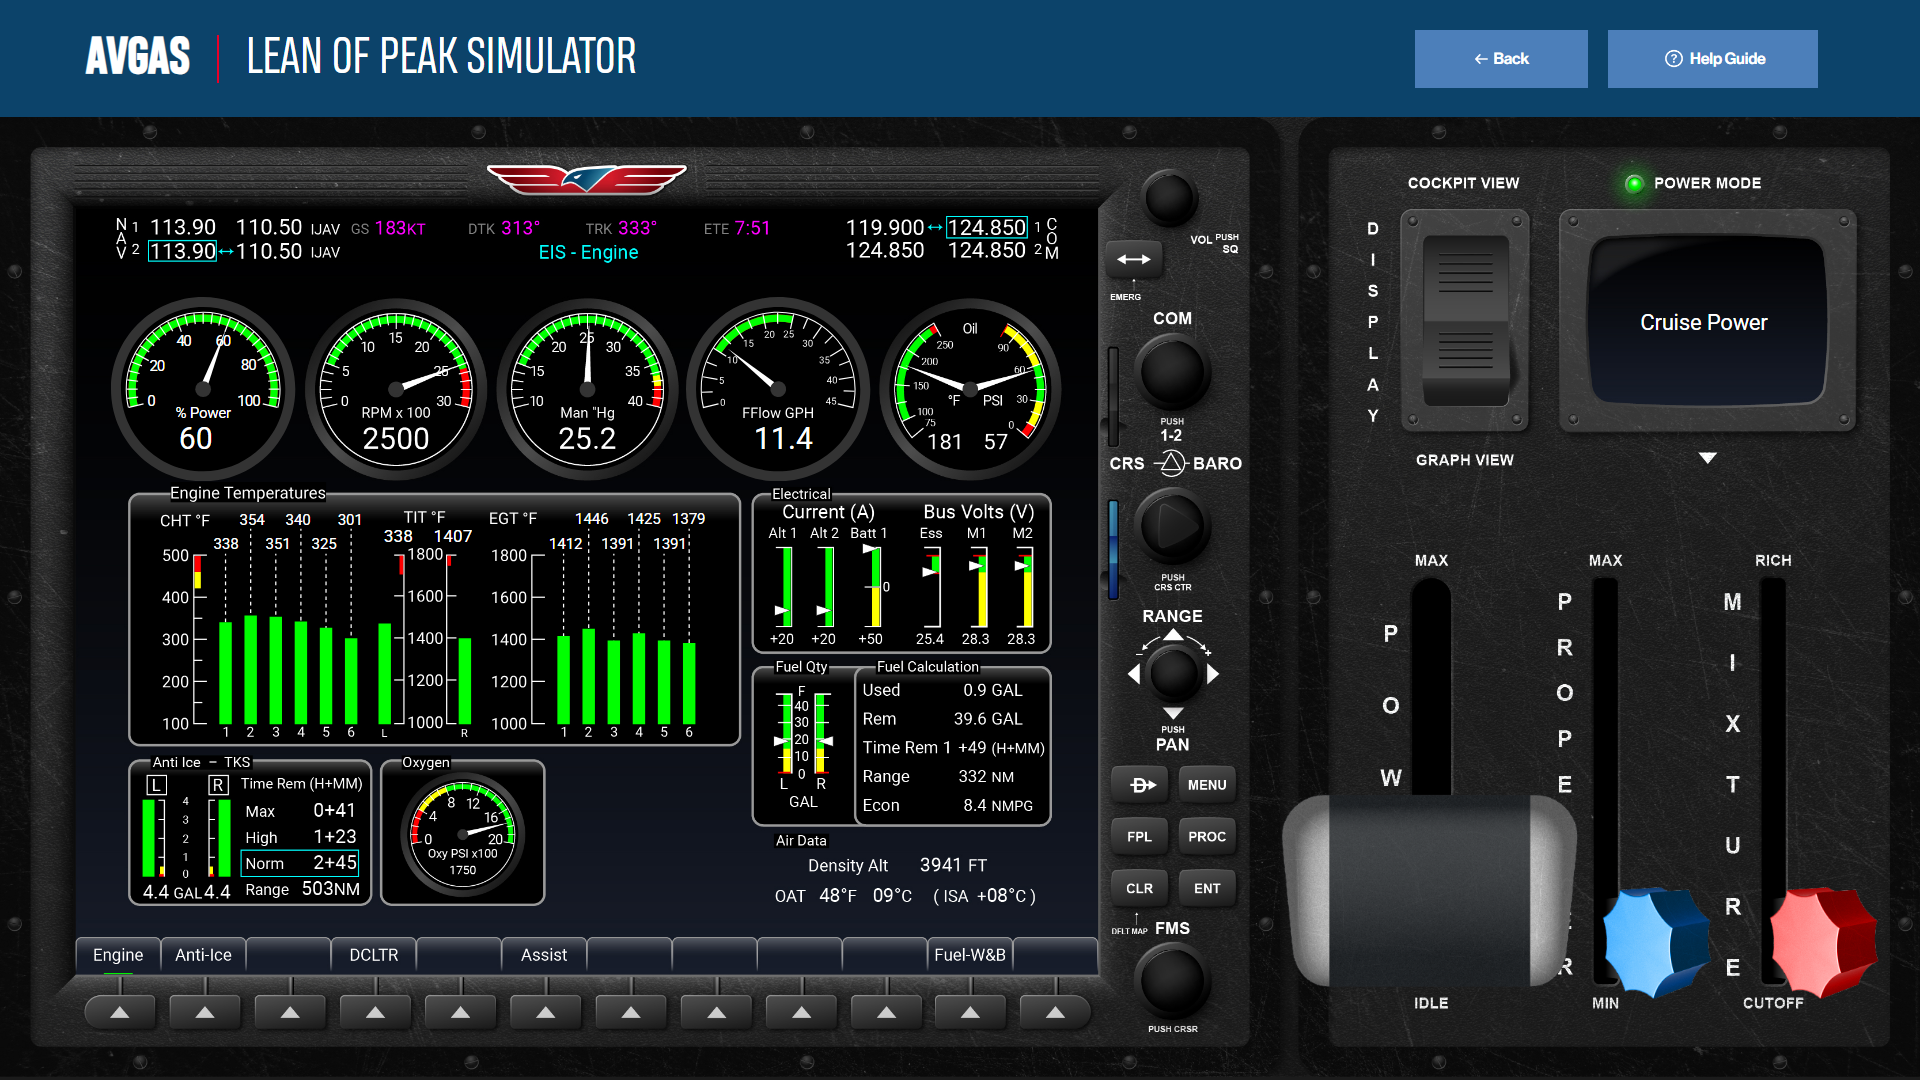 AVGAS LEAN OF PEAK SIMULATOR
← Back
? Help Guide
NAV
1 113.90 110.50 IJAV
2 113.90 ↔ 110.50 IJAV
GS 183KT DTK 313° TRK 333° ETE 7:51
EIS - Engine
119.900 ↔ 124.850 1
124.850 124.850 2
COM
0 20 40 60 80 100
% Power
60
0 5 10 15 20 25 30
RPM x 100
2500
10 15 20 25 30 35 40
Man "Hg
25.2
0 5 10 15 20 25 30 35 40 45
FFlow GPH
11.4
Oil
250 200 150 100 75
°F
181
90 60 30 0
PSI
57
Engine Temperatures
CHT °F
354 340 301
338 351 325
500
400
300
200
100
1 2 3 4 5 6
TIT °F
338 1407
1800
1600
1400
1200
1000
L R
EGT °F
1446 1425 1379
1412 1391 1391
1800
1600
1400
1200
1000
1 2 3 4 5 6
Electrical
Current (A) Bus Volts (V)
Alt 1 Alt 2 Batt 1 Ess M1 M2
0
+20 +20 +50 25.4 28.3 28.3
Fuel Qty
F
40
30
20
10
0
L R
GAL
Fuel Calculation
Used 0.9 GAL
Rem 39.6 GAL
Time Rem 1 +49 (H+MM)
Range 332 NM
Econ 8.4 NMPG
Anti Ice – TKS
L R Time Rem (H+MM)
4
3
2
1
0
Max 0+41
High 1+23
Norm 2+45
4.4 GAL 4.4 Range 503NM
Oxygen
0 4 8 12 16 20
Oxy PSI x100
1750
Air Data
Density Alt 3941 FT
OAT 48°F 09°C ( ISA +08°C )
Engine Anti-Ice DCLTR Assist Fuel-W&B
VOL PUSH SQ
EMERG
COM
PUSH
1-2
CRS BARO
PUSH
CRS CTR
RANGE
- +
PUSH
PAN
D MENU
FPL PROC
CLR ENT
DFLT MAP FMS
PUSH CRSR
COCKPIT VIEW
DISPLAY
GRAPH VIEW
POWER MODE
Cruise Power
MAX
POW
IDLE
MAX
PROPER
MIN
RICH
MIXTURE
CUTOFF